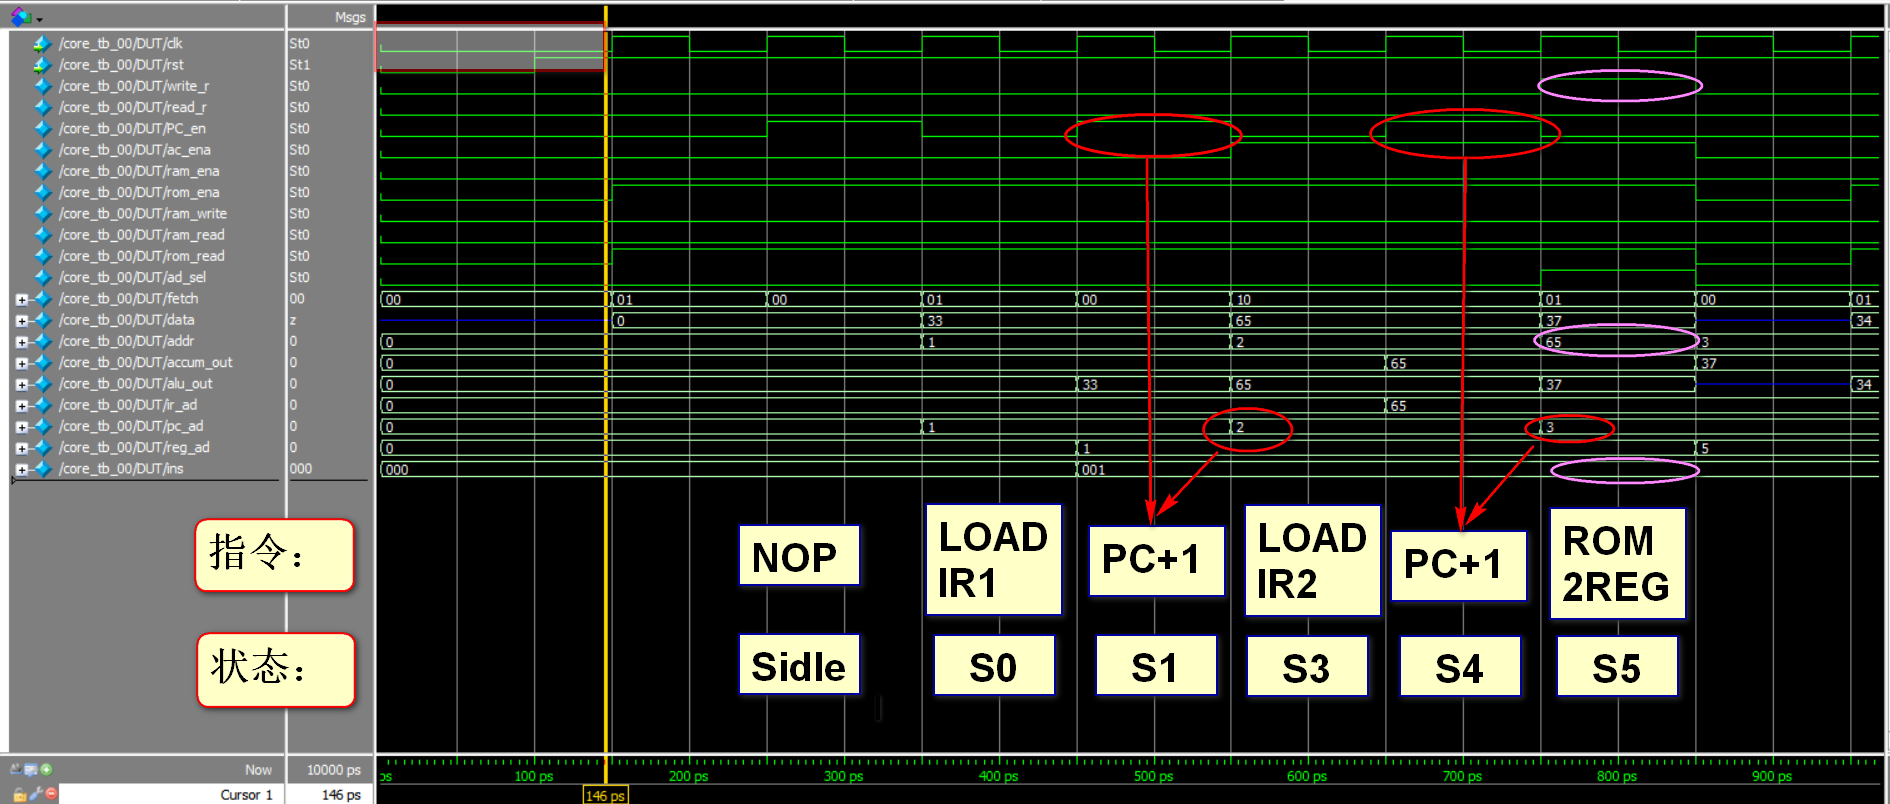 Msgs
/core_tb_00/DUT/clk St0
/core_tb_00/DUT/rst St1
/core_tb_00/DUT/write_r St0
/core_tb_00/DUT/read_r St0
/core_tb_00/DUT/PC_en St0
/core_tb_00/DUT/ac_ena St0
/core_tb_00/DUT/ram_ena St0
/core_tb_00/DUT/rom_ena St0
/core_tb_00/DUT/ram_write St0
/core_tb_00/DUT/ram_read St0
/core_tb_00/DUT/rom_read St0
/core_tb_00/DUT/ad_sel St0
/core_tb_00/DUT/fetch 00 00 01 00 01 00 10 01 00 01
/core_tb_00/DUT/data z 0 33 65 37 34
/core_tb_00/DUT/addr 0 0 1 2 65 3
/core_tb_00/DUT/accum_out 0 0 65 37
/core_tb_00/DUT/alu_out 0 0 33 65 37 34
/core_tb_00/DUT/ir_ad 0 0 65
/core_tb_00/DUT/pc_ad 0 0 1 2 3
/core_tb_00/DUT/reg_ad 0 0 1 5
/core_tb_00/DUT/ins 000 000 001
指令：
NOP
LOAD
IR1
PC+1
LOAD
IR2
PC+1
ROM
2REG
状态：
Sidle
S0
S1
S3
S4
S5
Now 10000 ps
ps 100 ps 200 ps 300 ps 400 ps 500 ps 600 ps 700 ps 800 ps 900 ps
Cursor 1 146 ps
146 ps